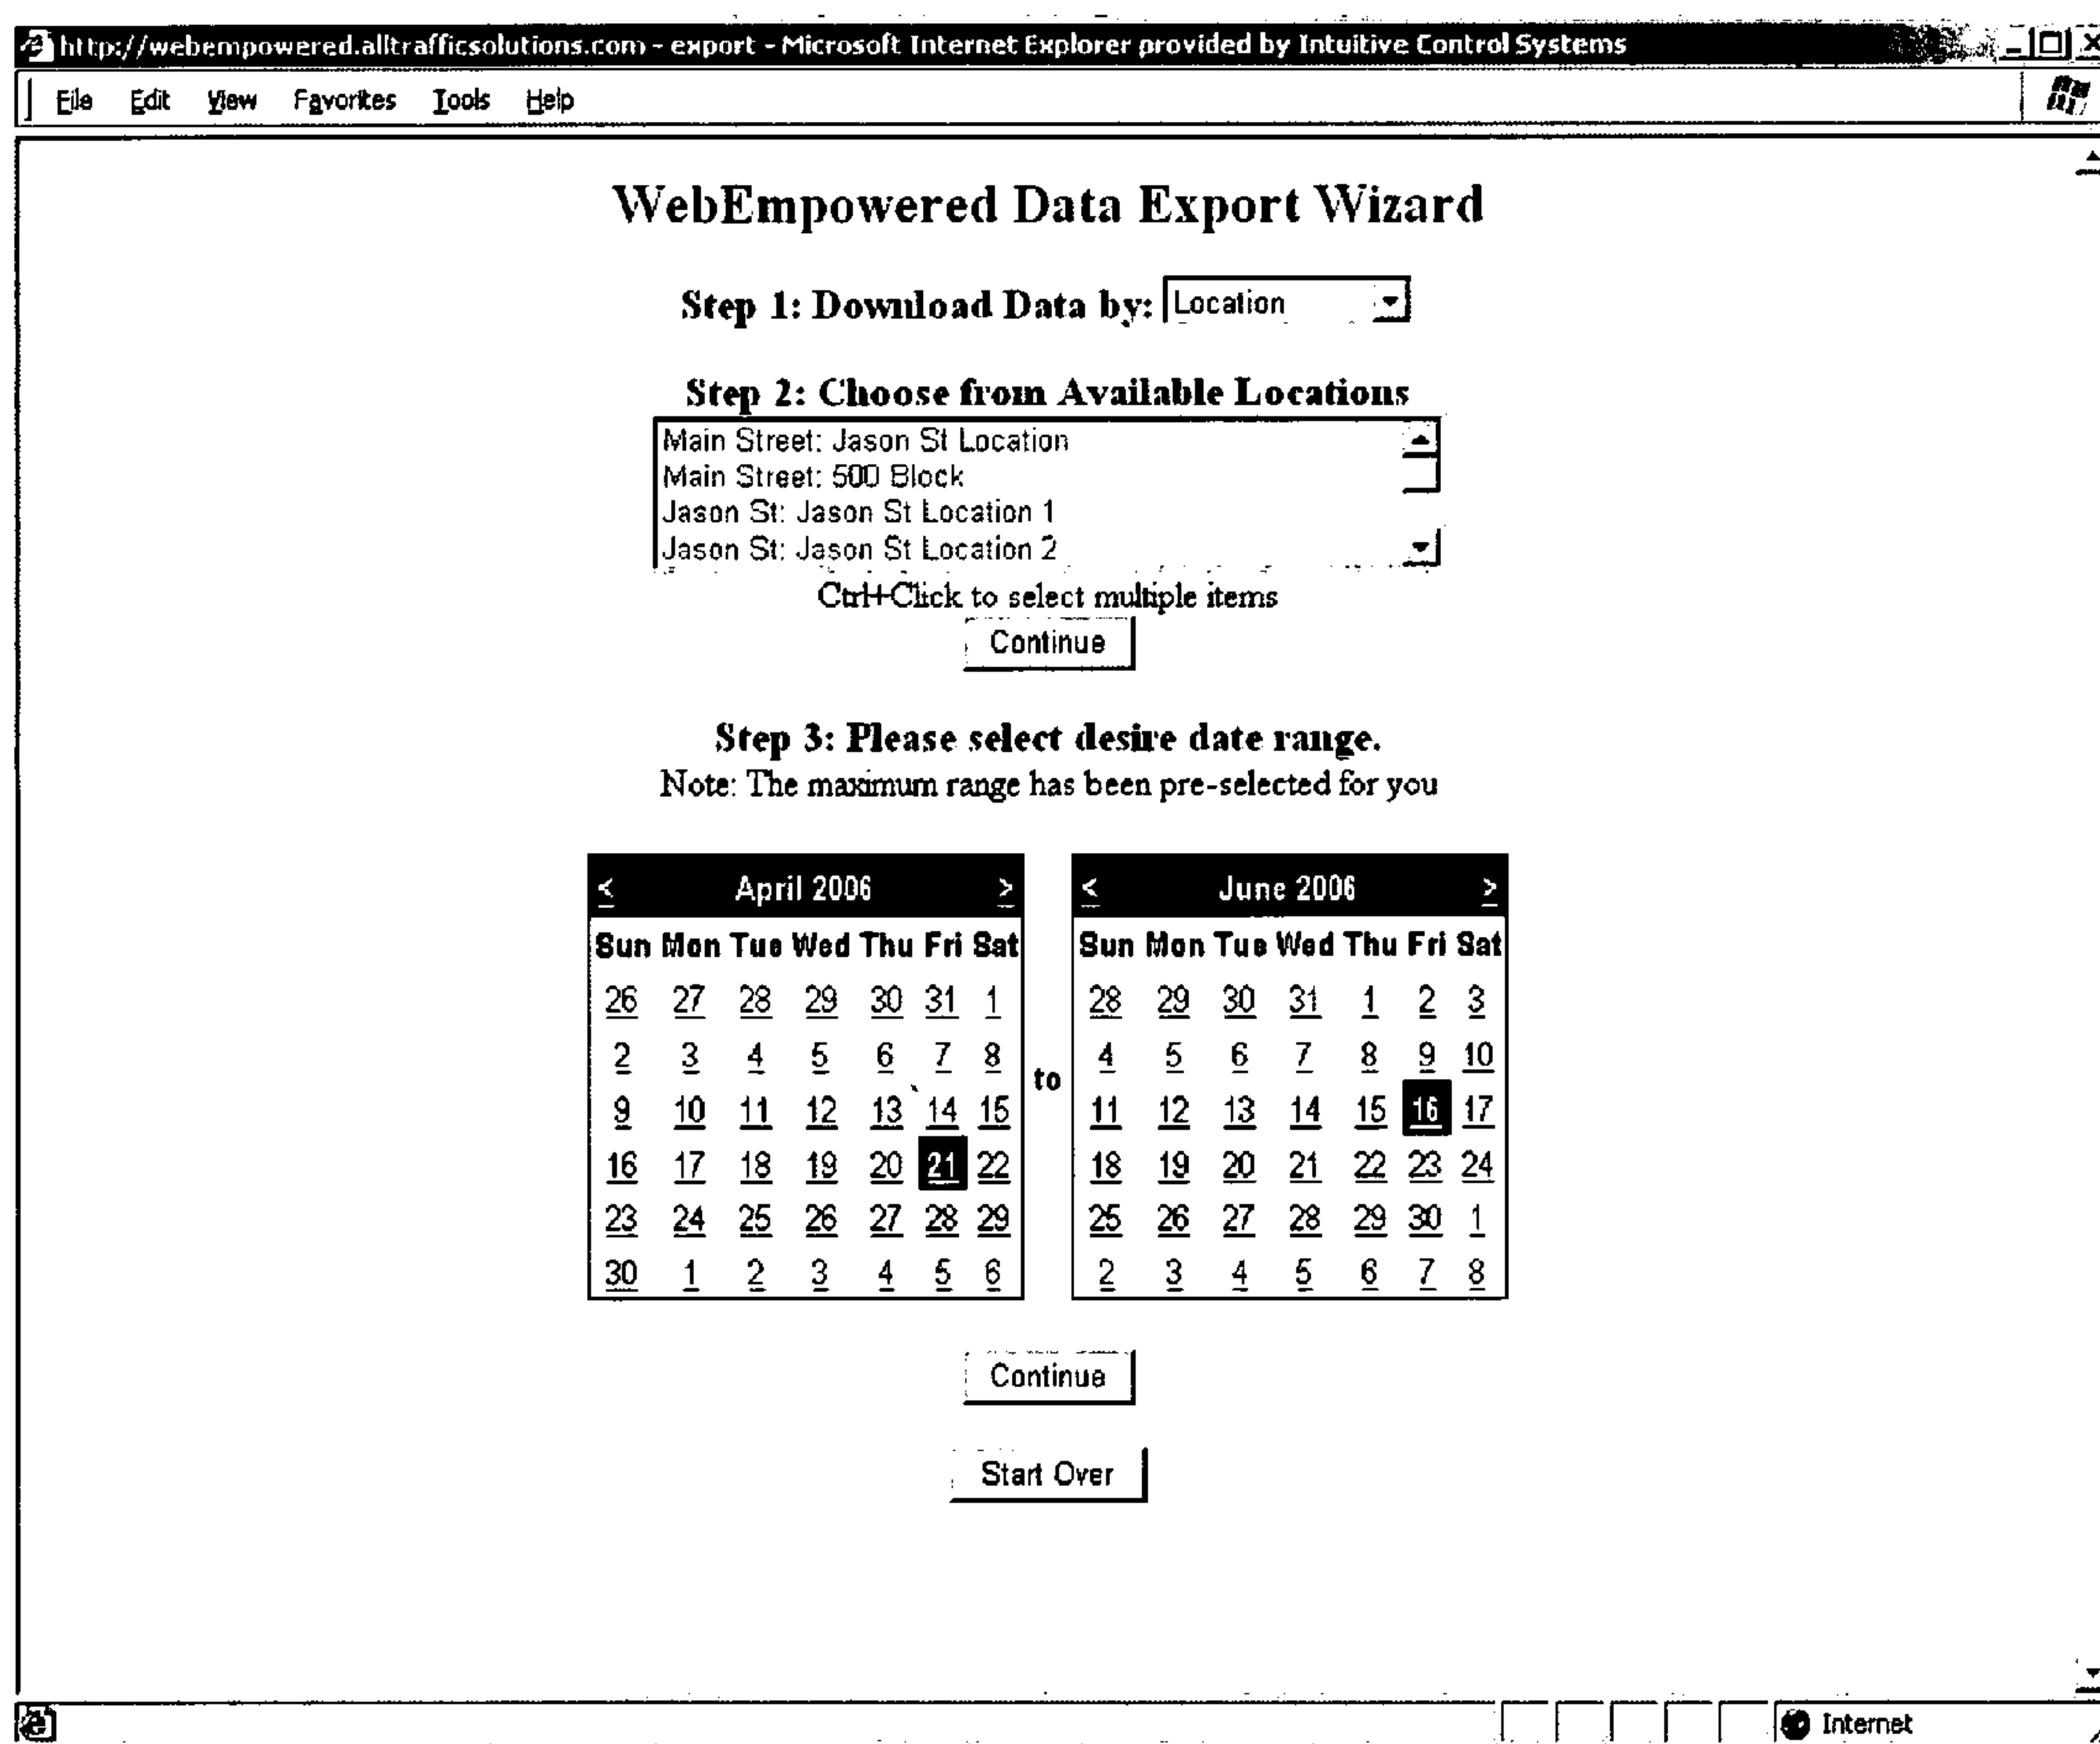 http://webempowered.alltrafficsolutions.com - export - Microsoft Internet Explorer provided by Intuitive Control Systems
File Edit View Favorites Tools Help
WebEmpowered Data Export Wizard
Step 1: Download Data by: Location
Step 2: Choose from Available Locations
Main Street: Jason St Location
Main Street: 500 Block
Jason St: Jason St Location 1
Jason St: Jason St Location 2
Ctrl+Click to select multiple items
Continue
Step 3: Please select desire date range.
Note: The maximum range has been pre-selected for you
< April 2006 >
Sun Mon Tue Wed Thu Fri Sat
26 27 28 29 30 31 1
2 3 4 5 6 7 8
9 10 11 12 13 14 15
16 17 18 19 20 21 22
23 24 25 26 27 28 29
30 1 2 3 4 5 6
to
< June 2006 >
Sun Mon Tue Wed Thu Fri Sat
28 29 30 31 1 2 3
4 5 6 7 8 9 10
11 12 13 14 15 16 17
18 19 20 21 22 23 24
25 26 27 28 29 30 1
2 3 4 5 6 7 8
Continue
Start Over
Internet